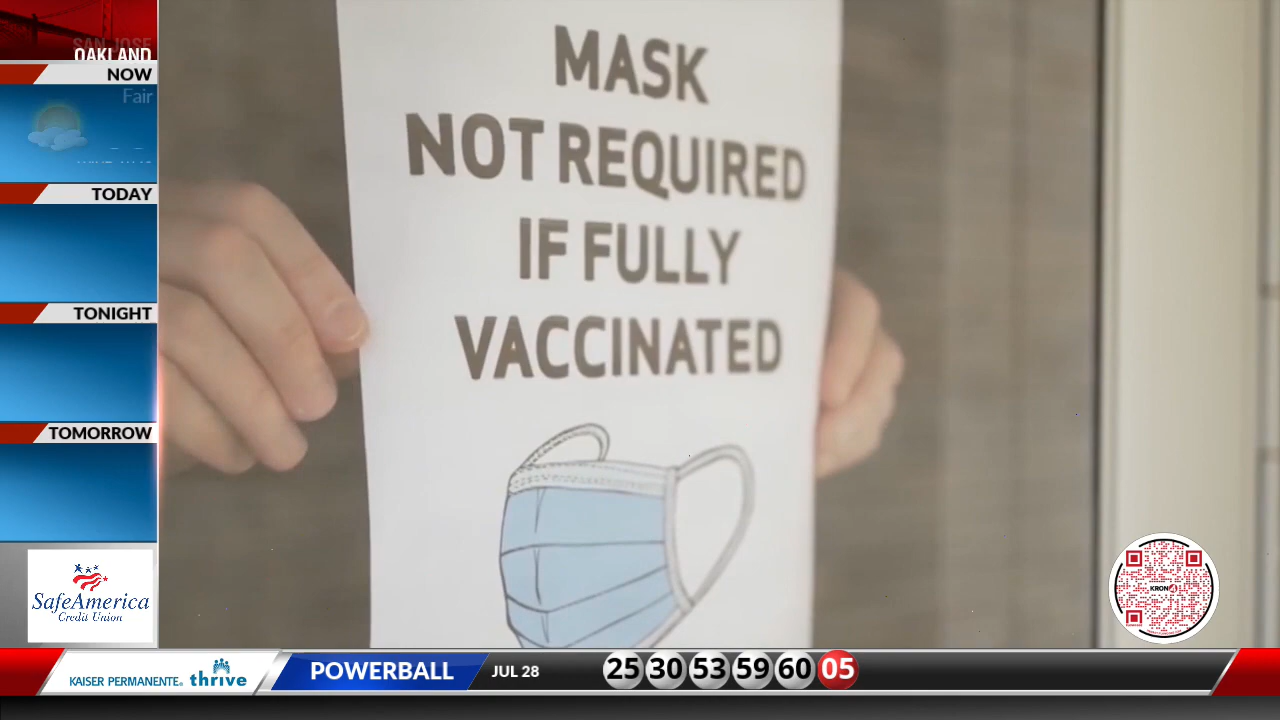 SAN JOSE
OAKLAND
NOW
Fair
TODAY
TONIGHT
TOMORROW
SafeAmerica
Credit Union
MASK
NOT REQUIRED
IF FULLY
VACCINATED
KRON4
KAISER PERMANENTE® thrive
POWERBALL
JUL 28
25 30 53 59 60 05